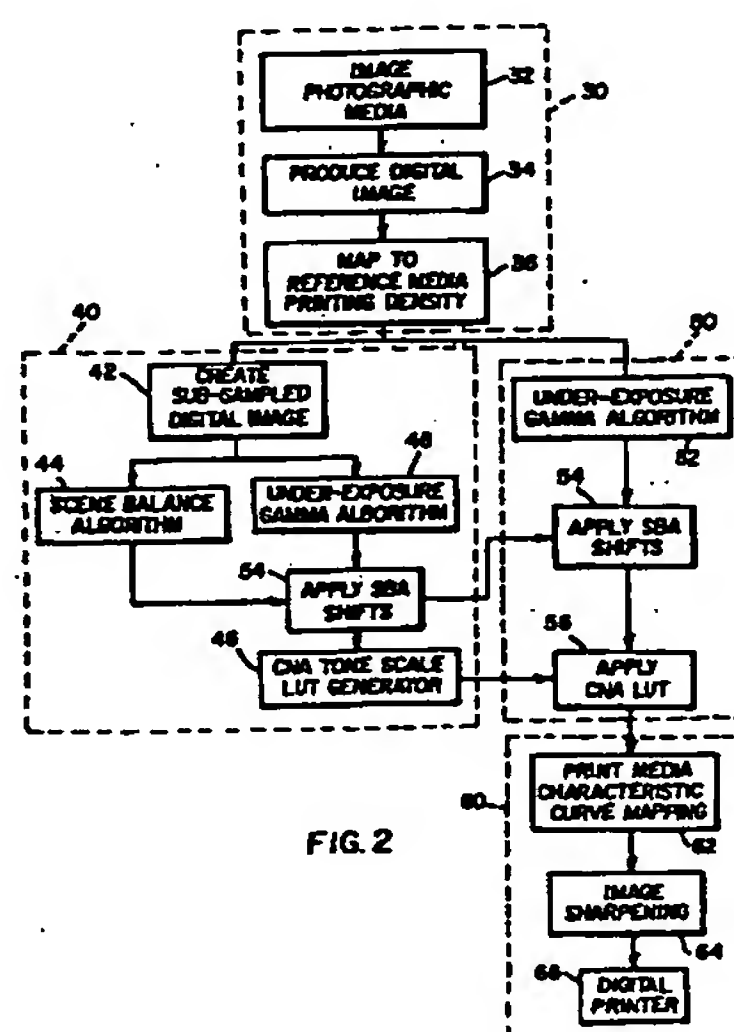 IMAGE
PHOTOGRAPHIC
MEDIA
32
30
PRODUCE DIGITAL
IMAGE
34
MAP TO
REFERENCE MEDIA
PRINTING DENSITY
36
40
42
CREATE
SUB-SAMPLED
DIGITAL IMAGE
44
SCENE BALANCE
ALGORITHM
48
UNDER-EXPOSURE
GAMMA ALGORITHM
54
APPLY SBA
SHIFTS
46
CNA TONE SCALE
LUT GENERATOR
50
UNDER-EXPOSURE
GAMMA ALGORITHM
52
54
APPLY SBA
SHIFTS
56
APPLY
CNA LUT
60
PRINT MEDIA
CHARACTERISTIC
CURVE MAPPING
62
IMAGE
SHARPENING
64
66
DIGITAL
PRINTER
FIG. 2